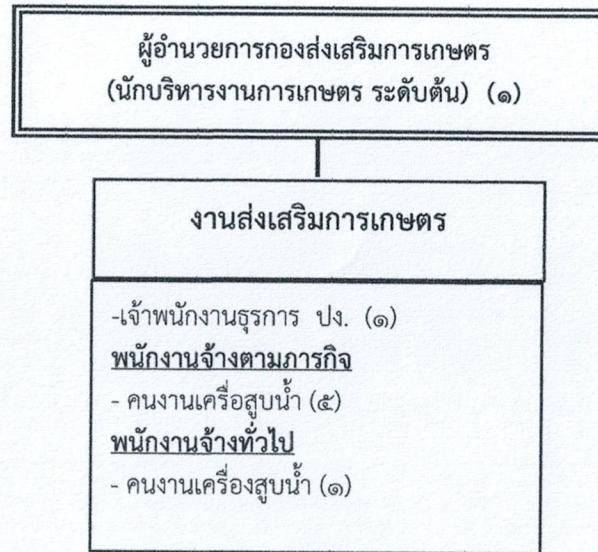 ผู้อำนวยการกองส่งเสริมการเกษตร
(นักบริหารงานการเกษตร ระดับต้น) (๑)
งานส่งเสริมการเกษตร
-เจ้าพนักงานธุรการ ปง. (๑)
พนักงานจ้างตามภารกิจ
- คนงานเครื่อสูบน้ำ (๕)
พนักงานจ้างทั่วไป
- คนงานเครื่องสูบน้ำ (๑)